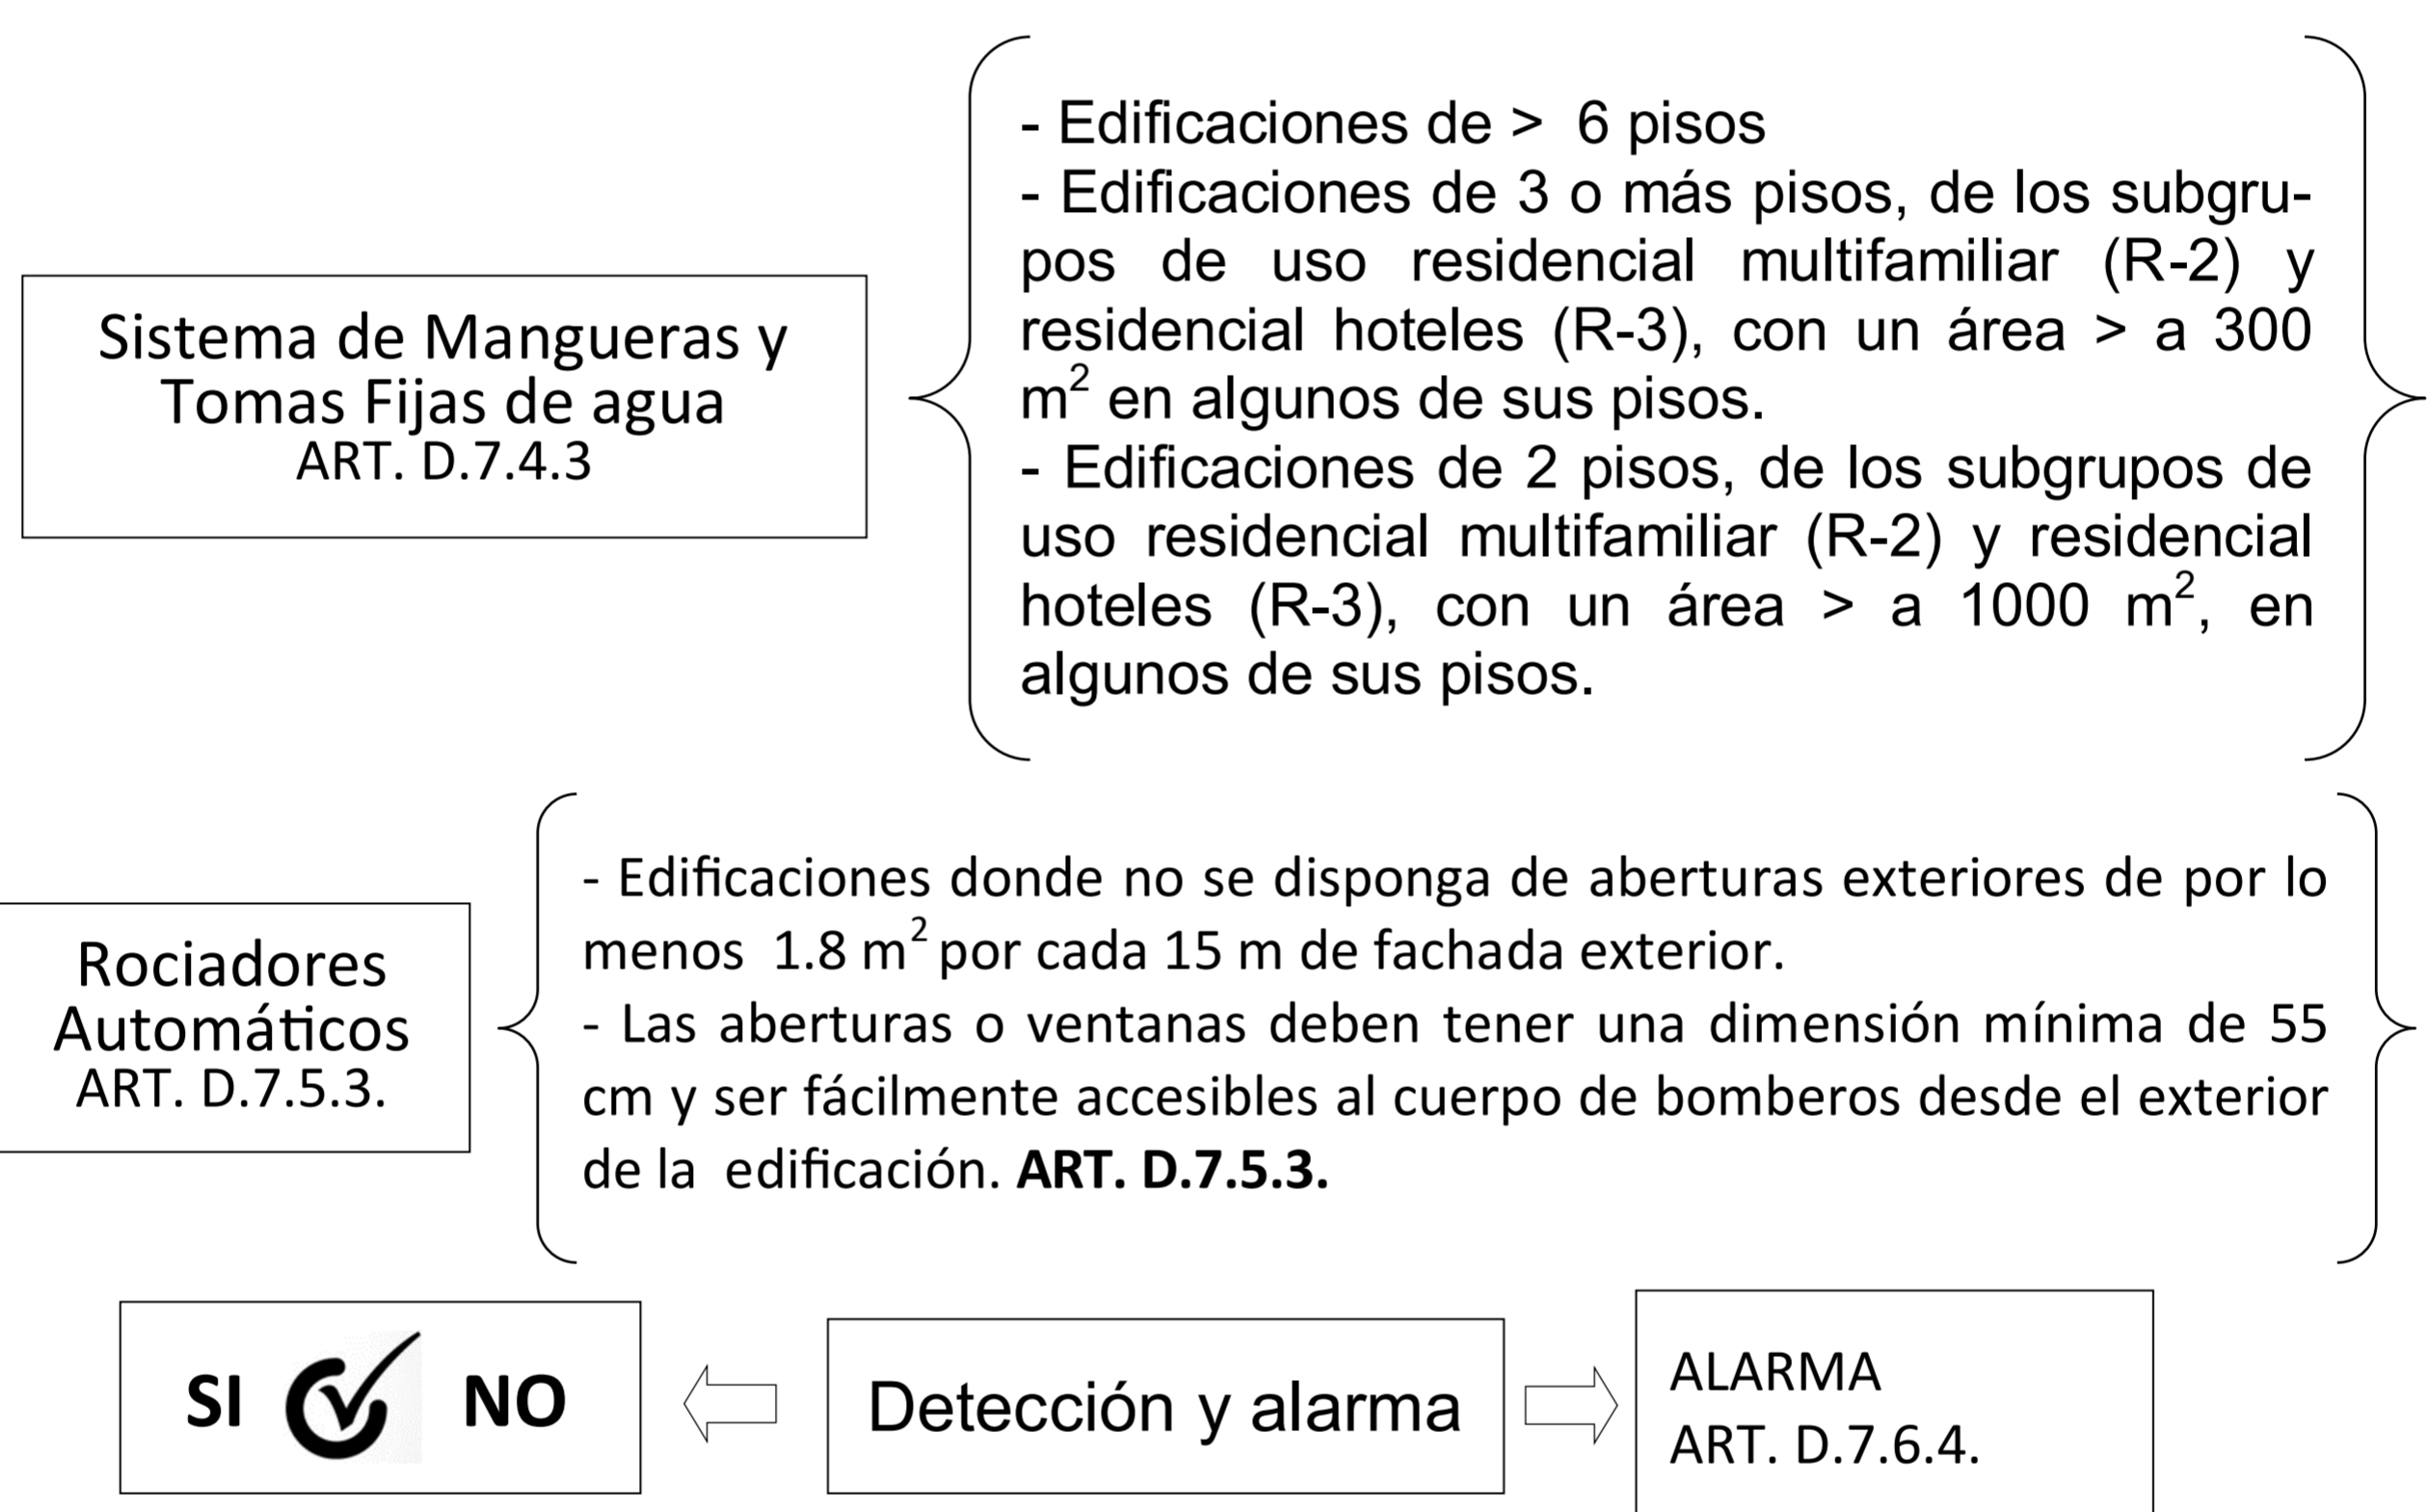 Sistema de Mangueras y
Tomas Fijas de agua
ART. D.7.4.3
- Edificaciones de >  6 pisos
- Edificaciones de 3 o más pisos, de los subgru-
pos de uso residencial multifamiliar (R-2) y
residencial hoteles (R-3), con un área > a 300
m² en algunos de sus pisos.
- Edificaciones de 2 pisos, de los subgrupos de
uso residencial multifamiliar (R-2) y residencial
hoteles (R-3), con un área > a 1000 m², en
algunos de sus pisos.
Rociadores
Automáticos
ART. D.7.5.3.
- Edificaciones donde no se disponga de aberturas exteriores de por lo
menos  1.8 m² por cada 15 m de fachada exterior.
- Las aberturas o ventanas deben tener una dimensión mínima de 55
cm y ser fácilmente accesibles al cuerpo de bomberos desde el exterior
de la  edificación. ART. D.7.5.3.
SI NO
Detección y alarma
ALARMA
ART. D.7.6.4.